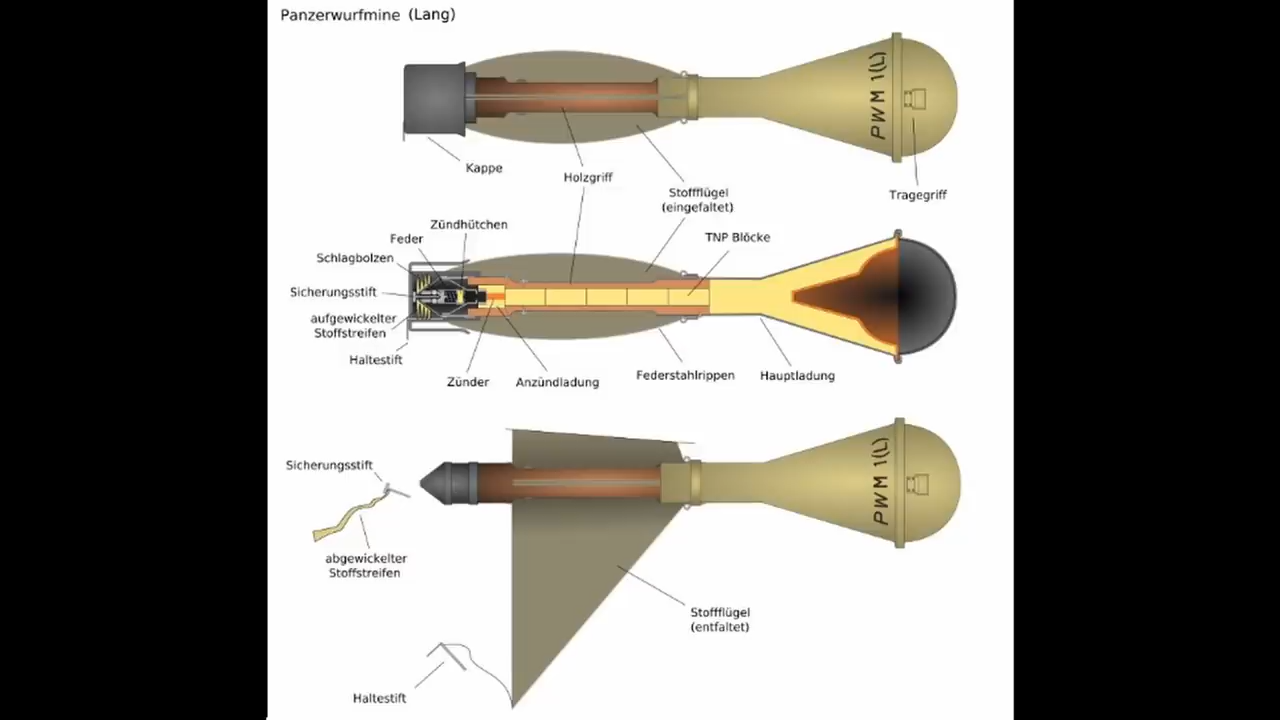 Panzerwurfmine (Lang)
PWM 1(L)
Kappe
Holzgriff
Stoffflügel
(eingefaltet)
Tragegriff
Zündhütchen
Feder
Schlagbolzen
Sicherungsstift
aufgewickelter
Stoffstreifen
Haltestift
TNP Blöcke
Zünder
Anzündladung
Federstahlrippen
Hauptladung
Sicherungsstift
abgewickelter
Stoffstreifen
PWM 1(L)
Stoffflügel
(entfaltet)
Haltestift